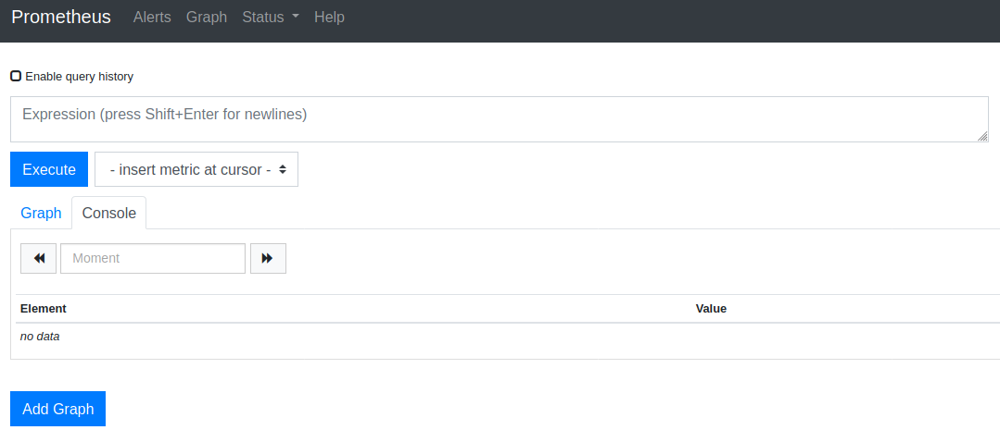 Prometheus Alerts Graph Status Help
Enable query history
Expression (press Shift+Enter for newlines)
Execute - insert metric at cursor -
Graph Console
Moment
Element Value
no data
Add Graph